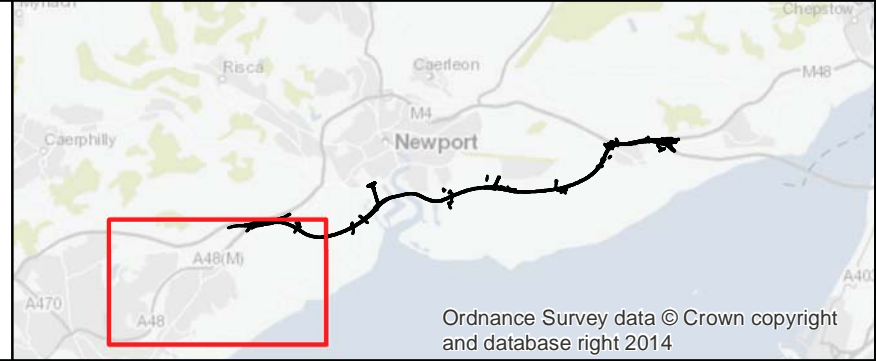 Chepstow
Risca
Caerleon
M48
M4
Caerphilly
Newport
A48(M)
A470
A48
Ordnance Survey data © Crown copyright
and database right 2014